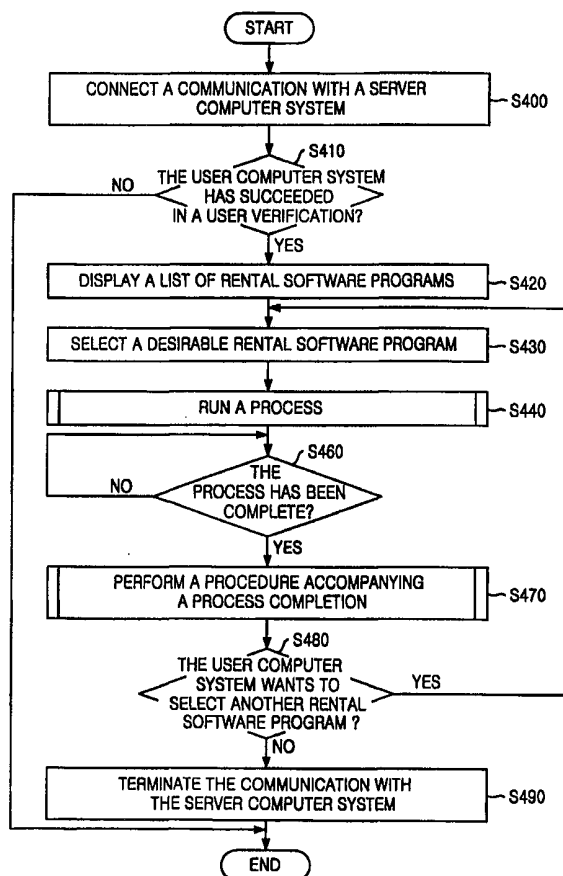 START
CONNECT A COMMUNICATION WITH A SERVER
COMPUTER SYSTEM
S400
S410
THE USER COMPUTER SYSTEM
HAS SUCCEEDED
IN A USER VERIFICATION?
NO
YES
DISPLAY A LIST OF RENTAL SOFTWARE PROGRAMS
S420
SELECT A DESIRABLE RENTAL SOFTWARE PROGRAM
S430
RUN A PROCESS
S440
S460
THE
PROCESS HAS BEEN
COMPLETE?
NO
YES
PERFORM A PROCEDURE ACCOMPANYING
A PROCESS COMPLETION
S470
S480
THE USER COMPUTER
SYSTEM WANTS TO
SELECT ANOTHER RENTAL
SOFTWARE PROGRAM ?
YES
NO
TERMINATE THE COMMUNICATION WITH
THE SERVER COMPUTER SYSTEM
S490
END